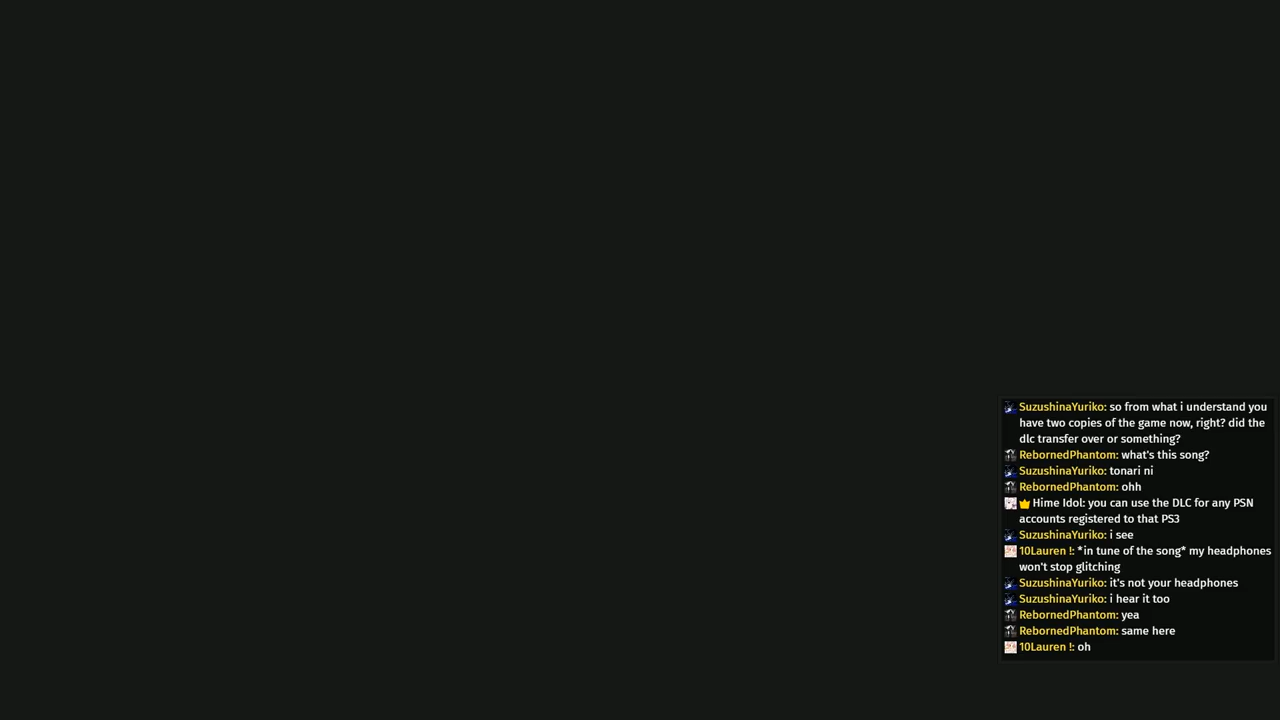 SuzushinaYuriko: so from what i understand you
have two copies of the game now, right? did the
dlc transfer over or something?
RebornedPhantom: what's this song?
SuzushinaYuriko: tonari ni
RebornedPhantom: ohh
Hime Idol: you can use the DLC for any PSN
accounts registered to that PS3
SuzushinaYuriko: i see
10Lauren !: *in tune of the song* my headphones
won't stop glitching
SuzushinaYuriko: it's not your headphones
SuzushinaYuriko: i hear it too
RebornedPhantom: yea
RebornedPhantom: same here
10Lauren !: oh